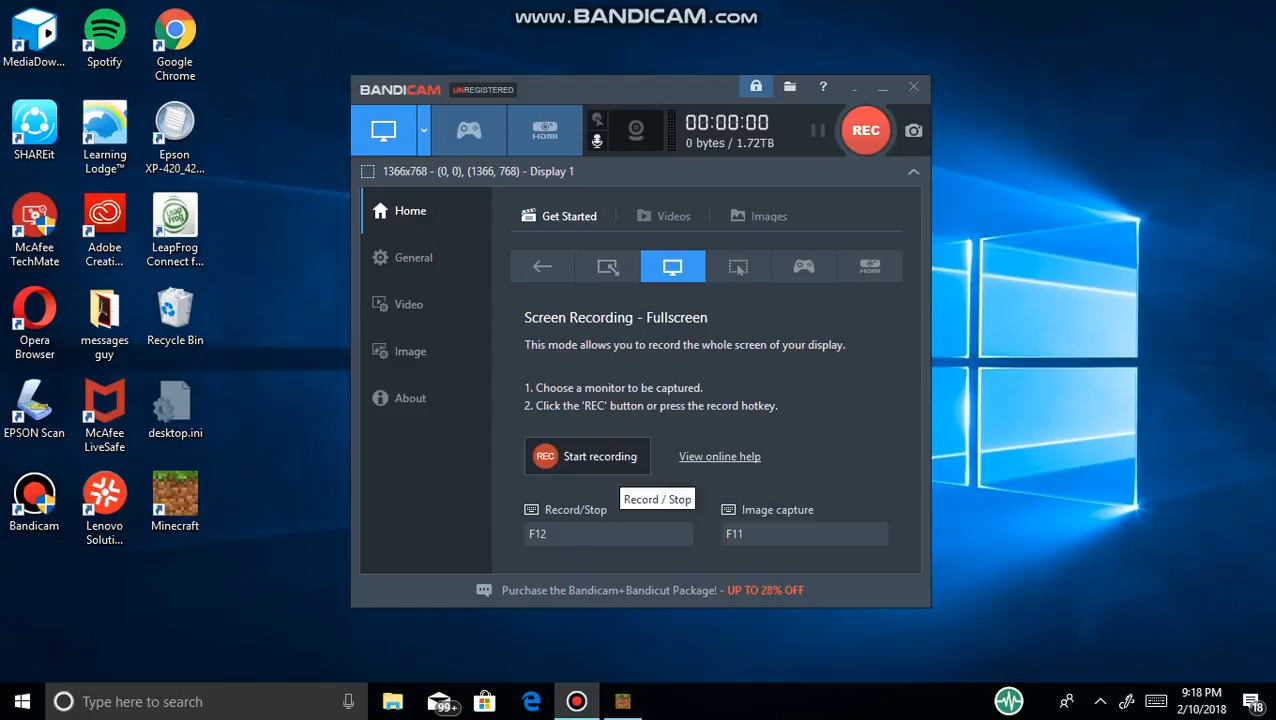 www.BANDICAM.com
MediaDow...
Spotify
Google
Chrome
SHAREit
Learning
Lodge™
Epson
XP-420_42...
McAfee
TechMate
Adobe
Creati...
LeapFrog
Connect f...
Opera
Browser
messages
guy
Recycle Bin
EPSON Scan
McAfee
LiveSafe
desktop.ini
Bandicam
Lenovo
Soluti...
Minecraft
BANDICAM UNREGISTERED
?
HDMI
00:00:00
0 bytes / 1.72TB
REC
1366x768 - (0, 0), (1366, 768) - Display 1
Home
General
Video
Image
About
Get Started
Videos
Images
HDMI
Screen Recording - Fullscreen
This mode allows you to record the whole screen of your display.
1. Choose a monitor to be captured.
2. Click the 'REC' button or press the record hotkey.
REC Start recording
View online help
Record / Stop
Record/Stop
Image capture
F12
F11
Purchase the Bandicam+Bandicut Package! - UP TO 28% OFF
Type here to search
99+
9:18 PM
2/10/2018
18